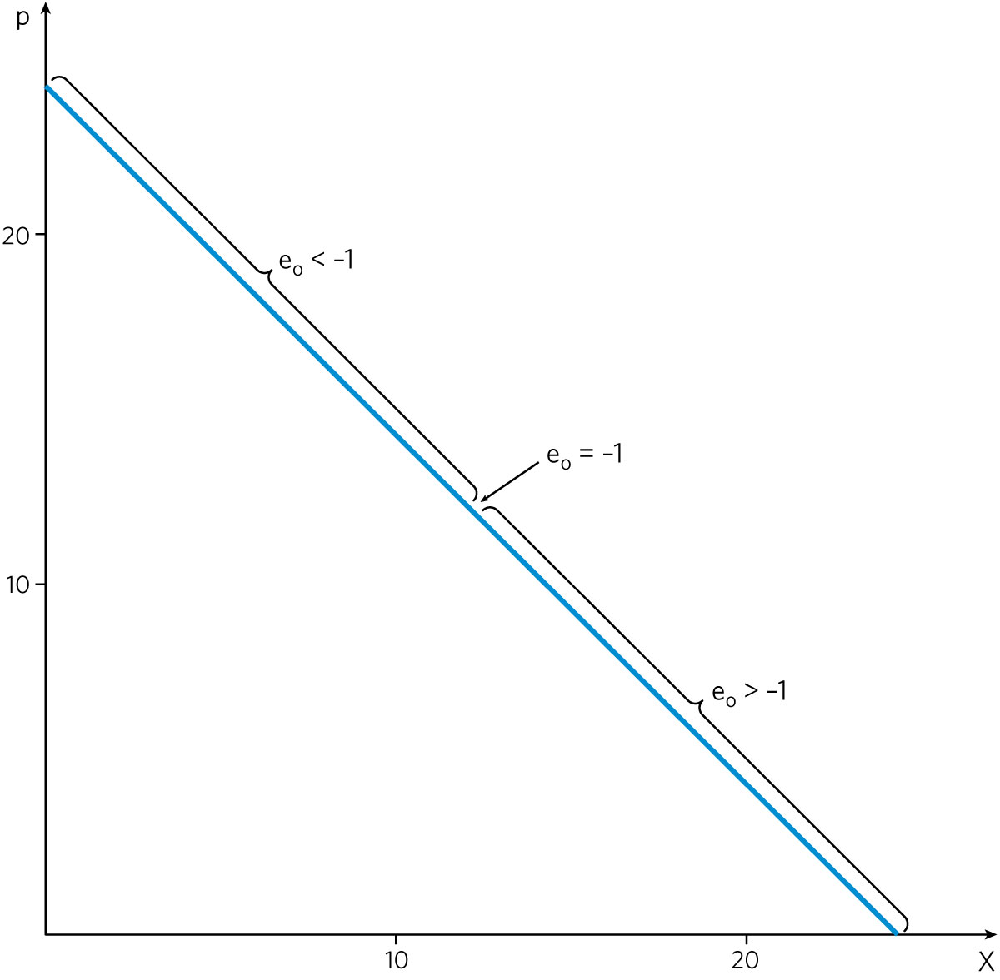 p
20
e₀ < –1
e₀ = –1
10
e₀ > –1
10
20
X